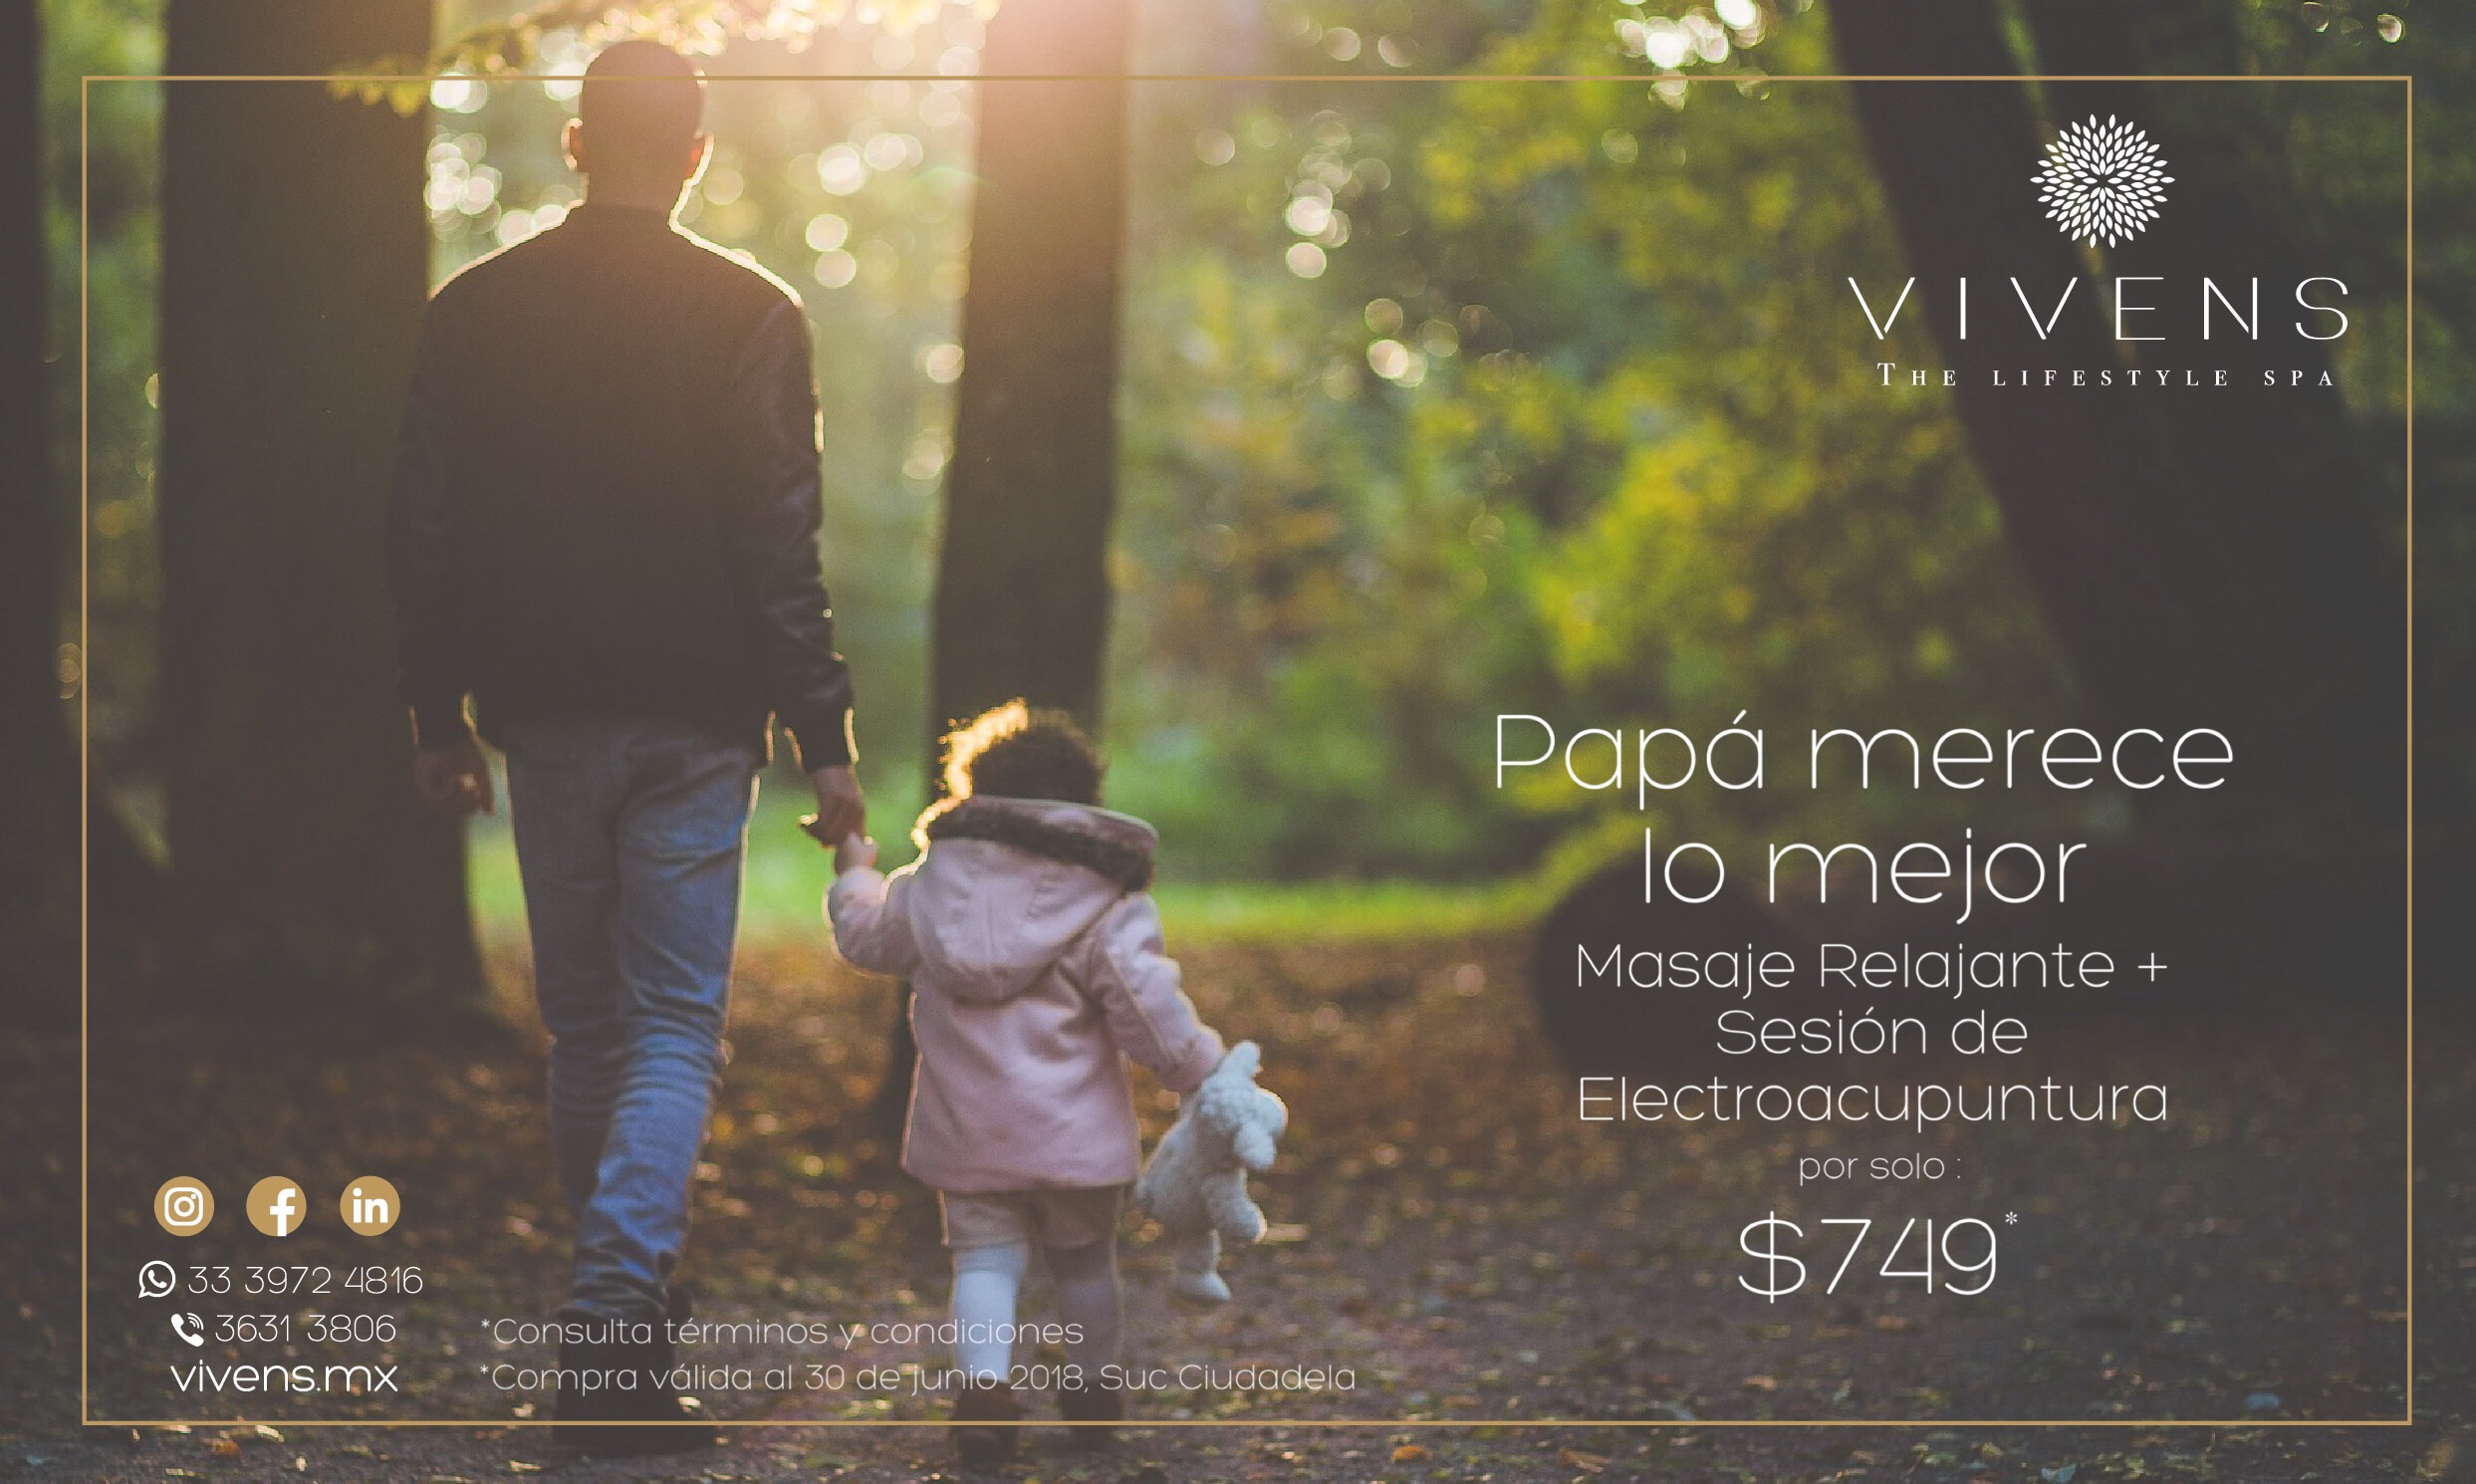 VIVENS
THE LIFESTYLE SPA
Papá merece
lo mejor
Masaje Relajante +
Sesión de
Electroacupuntura
por solo :
$749*
33 3972 4816
3631 3806
vivens.mx
*Consulta términos y condiciones
*Compra válida al 30 de junio 2018, Suc Ciudadela